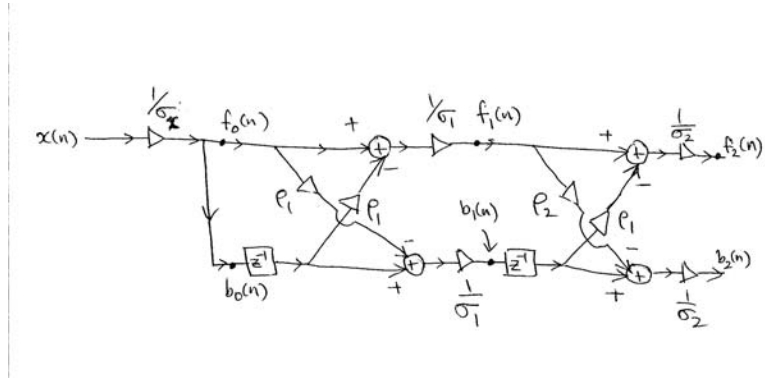 1/σx
x(n)
f₀(n)
+
+
−
1/σ₁
f₁(n)
+
+
−
1/σ₂
f₂(n)
ρ₁
ρ₁
ρ₂
ρ₁
b₁(n)
z⁻¹
b₀(n)
−
+
+
1/σ₁
z⁻¹
−
+
+
1/σ₂
b₂(n)